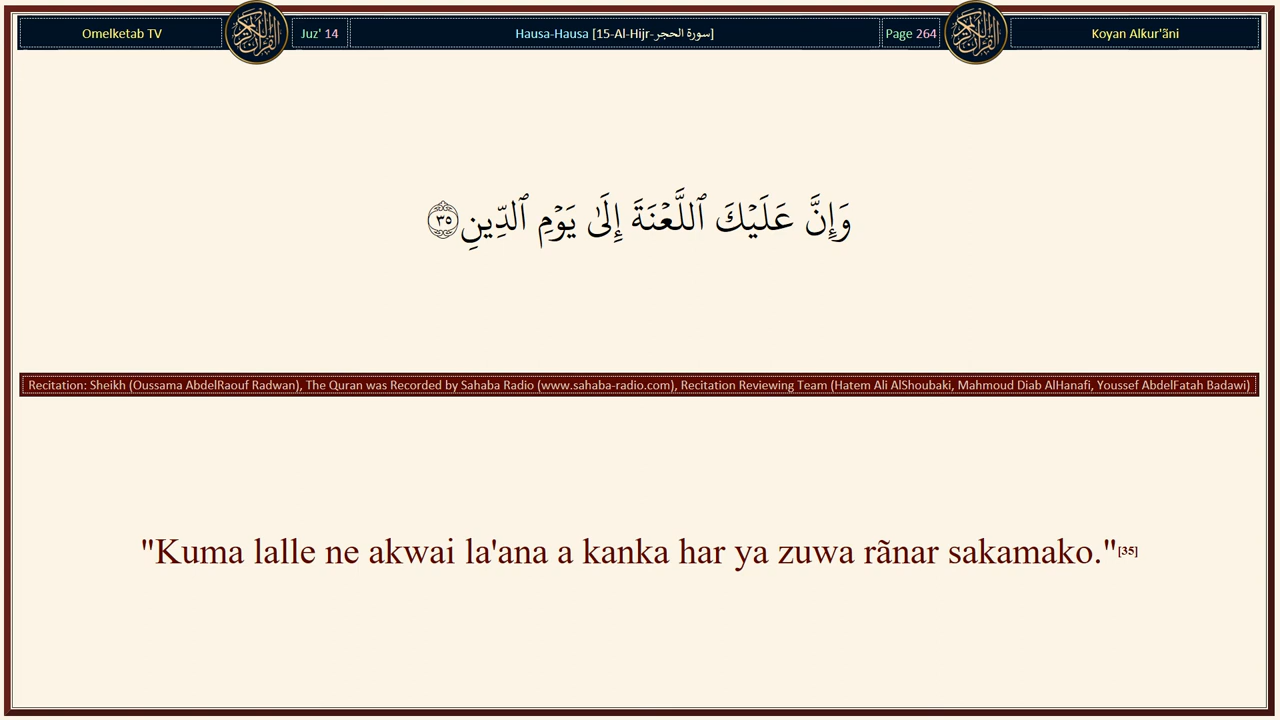 Omelketab TV
Juz' 14
Hausa-Hausa [15-Al-Hijr-سورة الحجر]
Page 264
Koyan Alkur'ãni
وَإِنَّ عَلَيۡكَ ٱللَّعۡنَةَ إِلَىٰ يَوۡمِ ٱلدِّينِ ٣٥
Recitation: Sheikh (Oussama AbdelRaouf Radwan), The Quran was Recorded by Sahaba Radio (www.sahaba-radio.com), Recitation Reviewing Team (Hatem Ali AlShoubaki, Mahmoud Diab AlHanafi, Youssef AbdelFatah Badawi)
"Kuma lalle ne akwai la'ana a kanka har ya zuwa rãnar sakamako."[35]